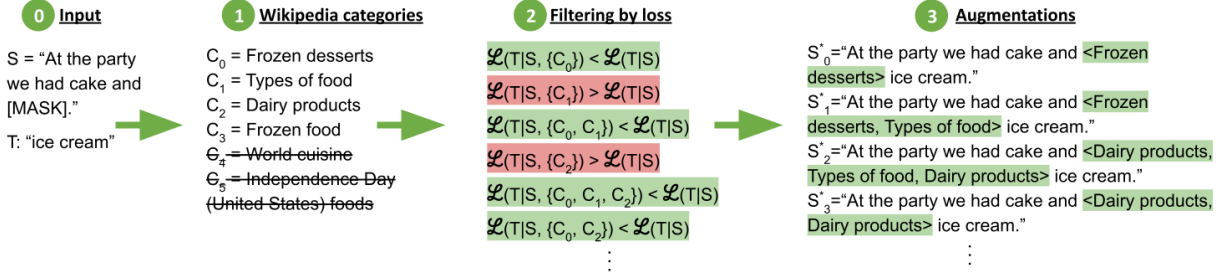 0 Input
S = “At the party
we had cake and
[MASK].”
T: “ice cream”
1 Wikipedia categories
C0 = Frozen desserts
C1 = Types of food
C2 = Dairy products
C3 = Frozen food
C4 = World cuisine
C5 = Independence Day
(United States) foods
2 Filtering by loss
ℒ(T|S, {C0}) < ℒ(T|S)
ℒ(T|S, {C1}) > ℒ(T|S)
ℒ(T|S, {C0, C1}) < ℒ(T|S)
ℒ(T|S, {C2}) > ℒ(T|S)
ℒ(T|S, {C0, C1, C2}) < ℒ(T|S)
ℒ(T|S, {C0, C2}) < ℒ(T|S)
⋮
3 Augmentations
S*0=“At the party we had cake and <Frozen
desserts> ice cream.”
S*1=“At the party we had cake and <Frozen
desserts, Types of food> ice cream.”
S*2=“At the party we had cake and <Dairy products,
Types of food, Dairy products> ice cream.”
S*3=“At the party we had cake and <Dairy products,
Dairy products> ice cream.”
⋮